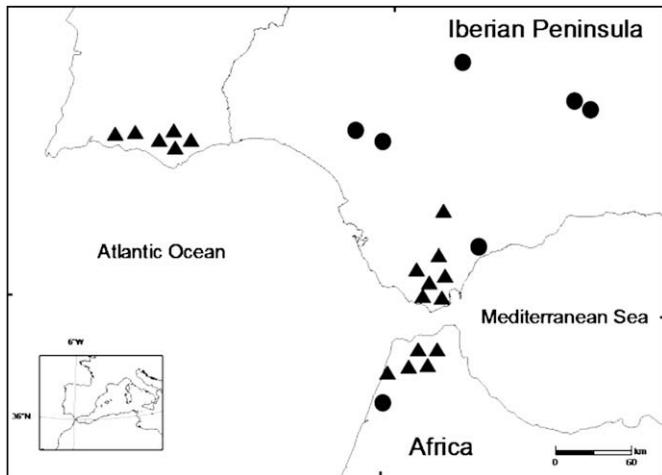 Iberian Peninsula
Atlantic Ocean
Mediterranean Sea
6°W
36°N
Africa
km
0 60